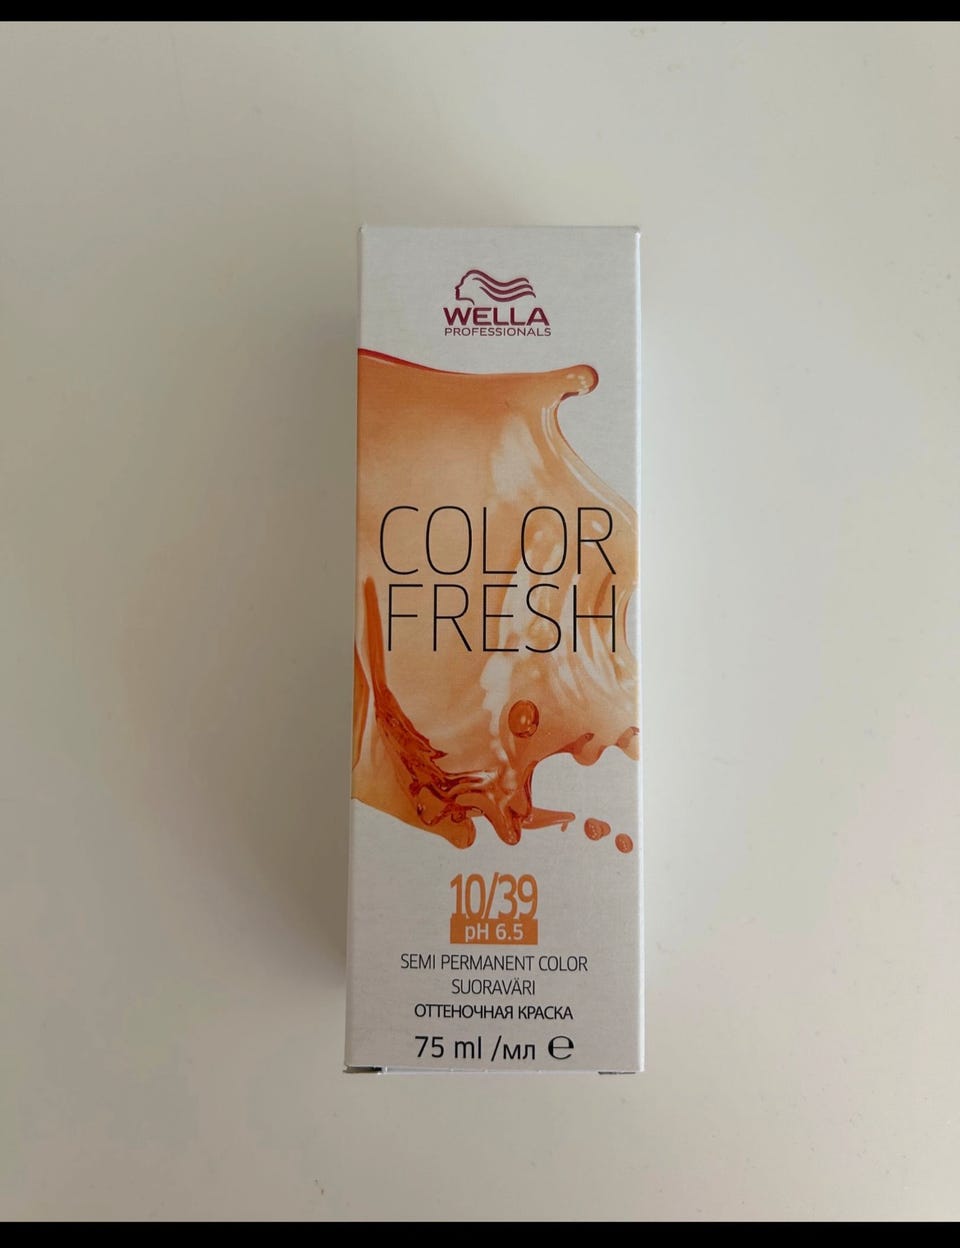 WELLA
PROFESSIONALS
COLOR
FRESH
10/39
pH 6.5
SEMI PERMANENT COLOR
SUORAVÄRI
ОТТЕНОЧНАЯ КРАСКА
75 ml /мл ℮